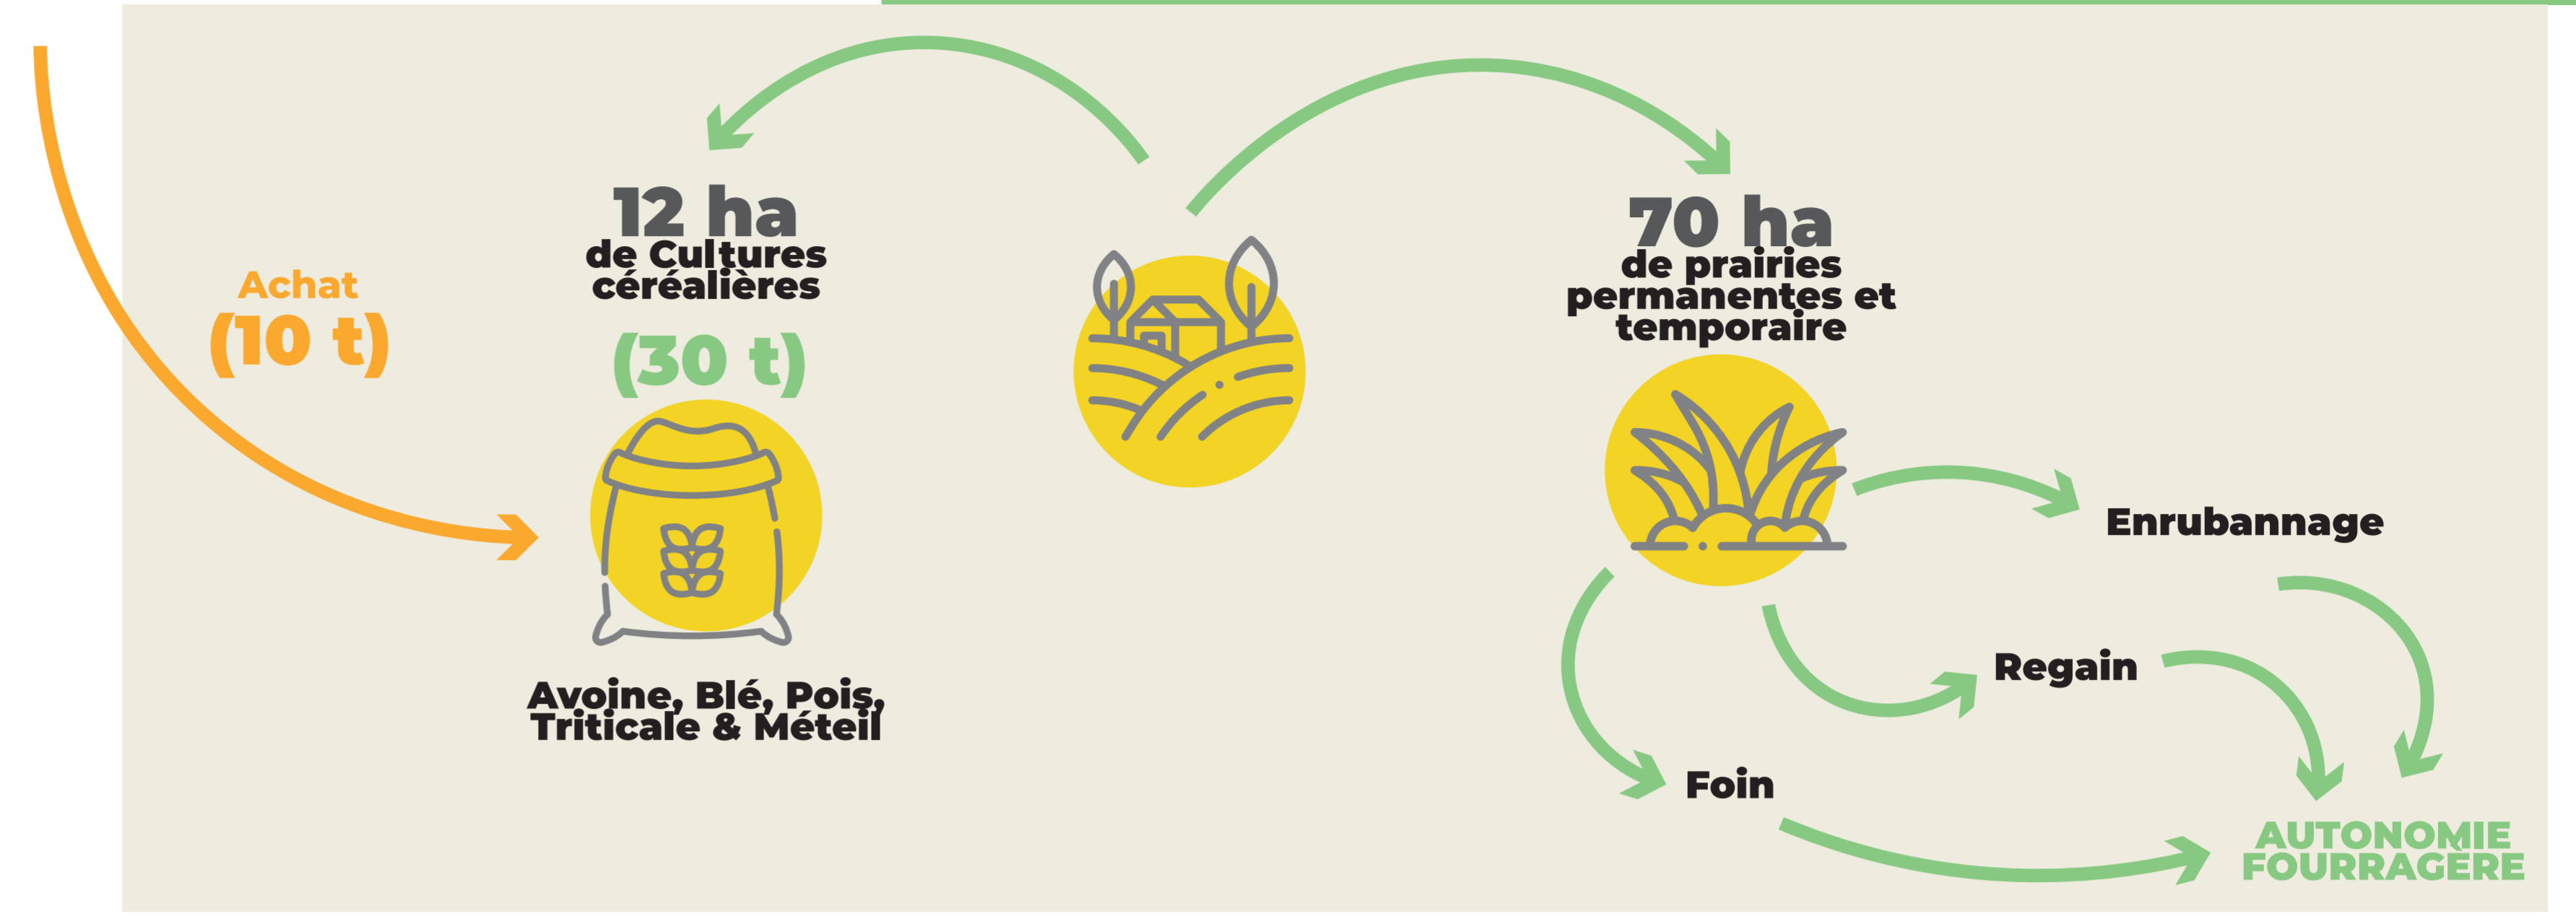 Achat
(10 t)
12 ha
de Cultures
céréalières
(30 t)
Avoine, Blé, Pois,
Triticale & Méteil
70 ha
de prairies
permanentes et
temporaire
Enrubannage
Regain
Foin
AUTONOMIE
FOURRAGÈRE